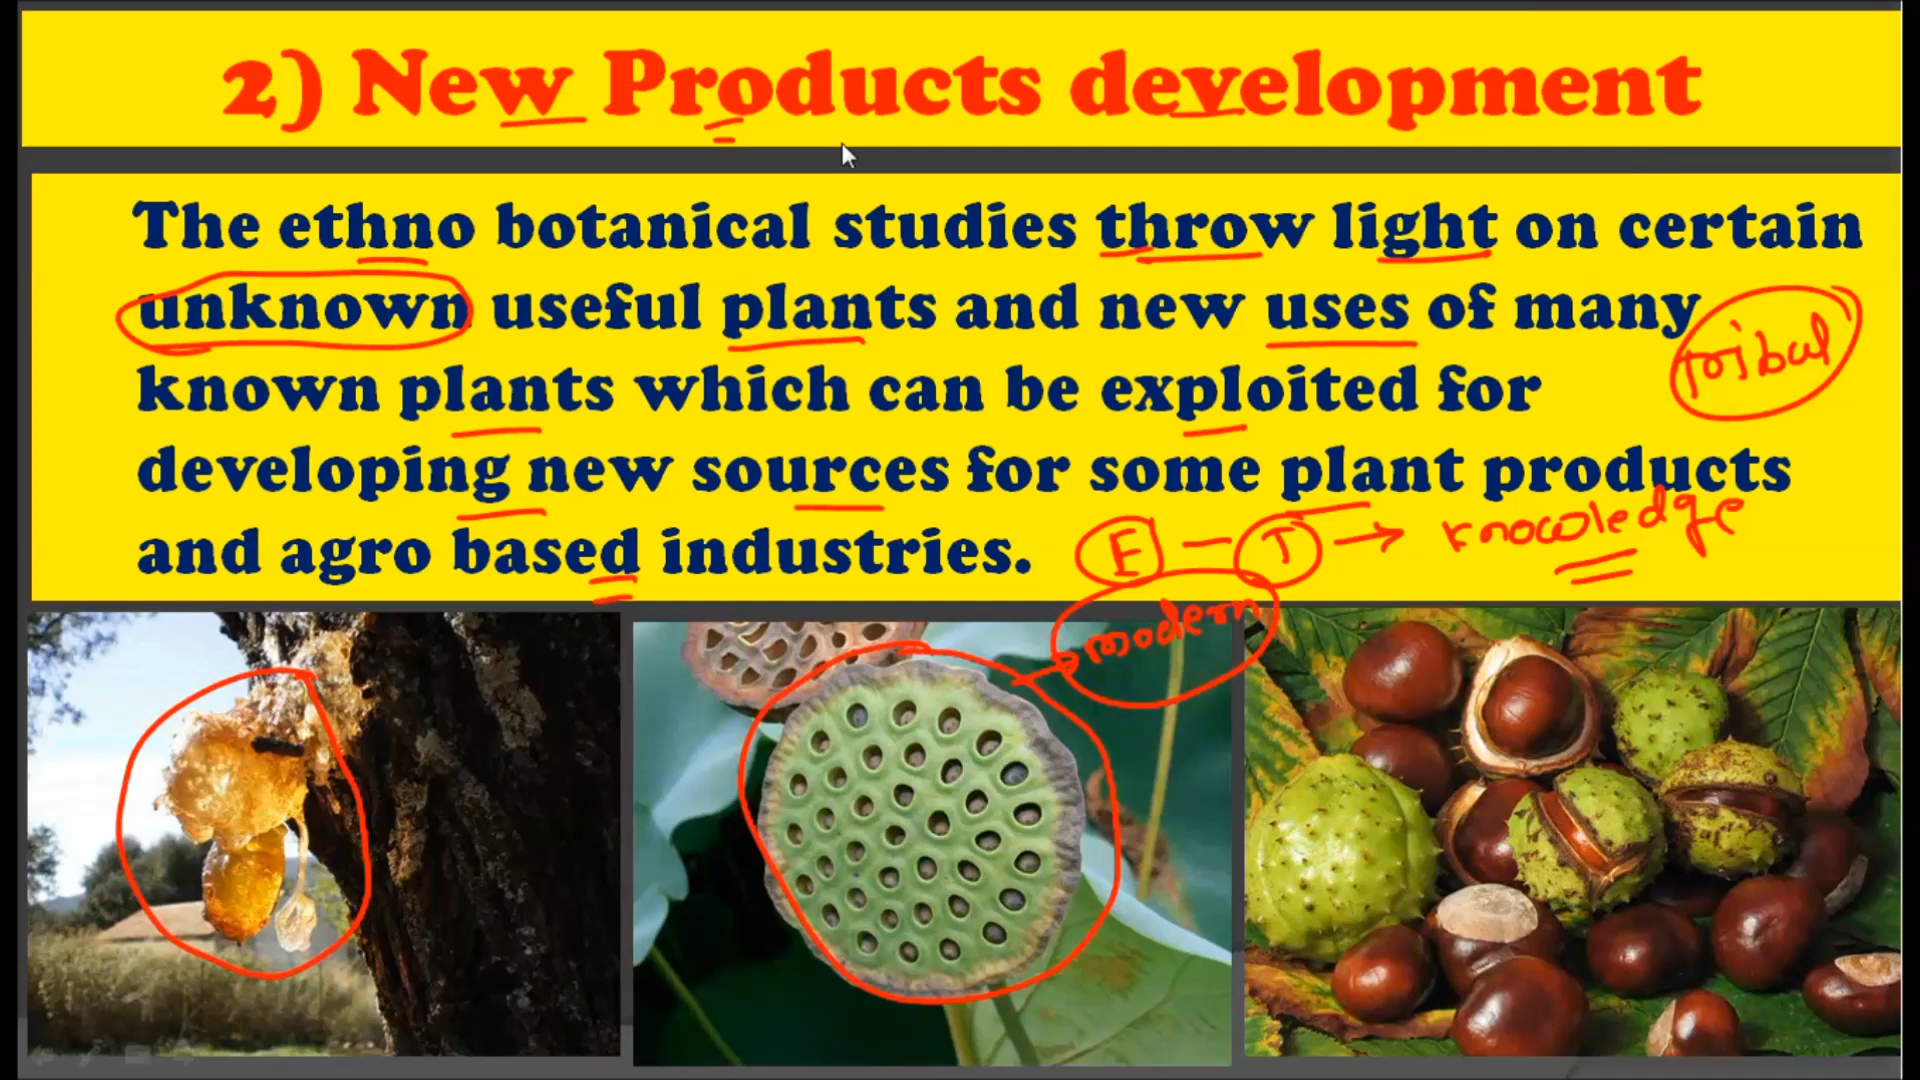 2) New Products development
The ethno botanical studies throw light on certain
unknown useful plants and new uses of many
tribal
known plants which can be exploited for
developing new sources for some plant products
and agro based industries.
E - T → knowledge
modern